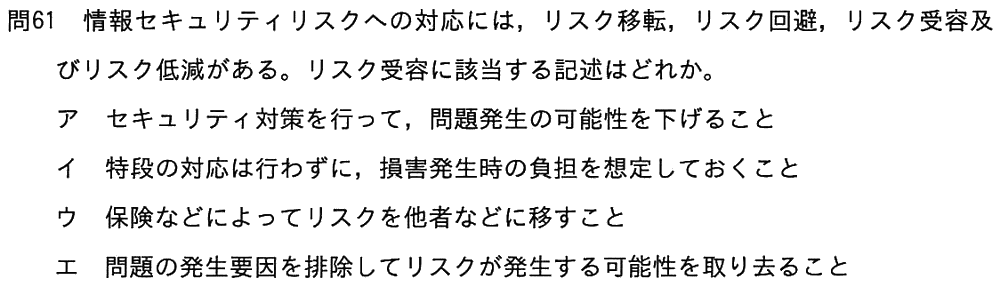 問61 情報セキュリティリスクへの対応には，リスク移転，リスク回避，リスク受容及
びリスク低減がある。リスク受容に該当する記述はどれか。
ア セキュリティ対策を行って，問題発生の可能性を下げること
イ 特段の対応は行わずに，損害発生時の負担を想定しておくこと
ウ 保険などによってリスクを他者などに移すこと
エ 問題の発生要因を排除してリスクが発生する可能性を取り去ること